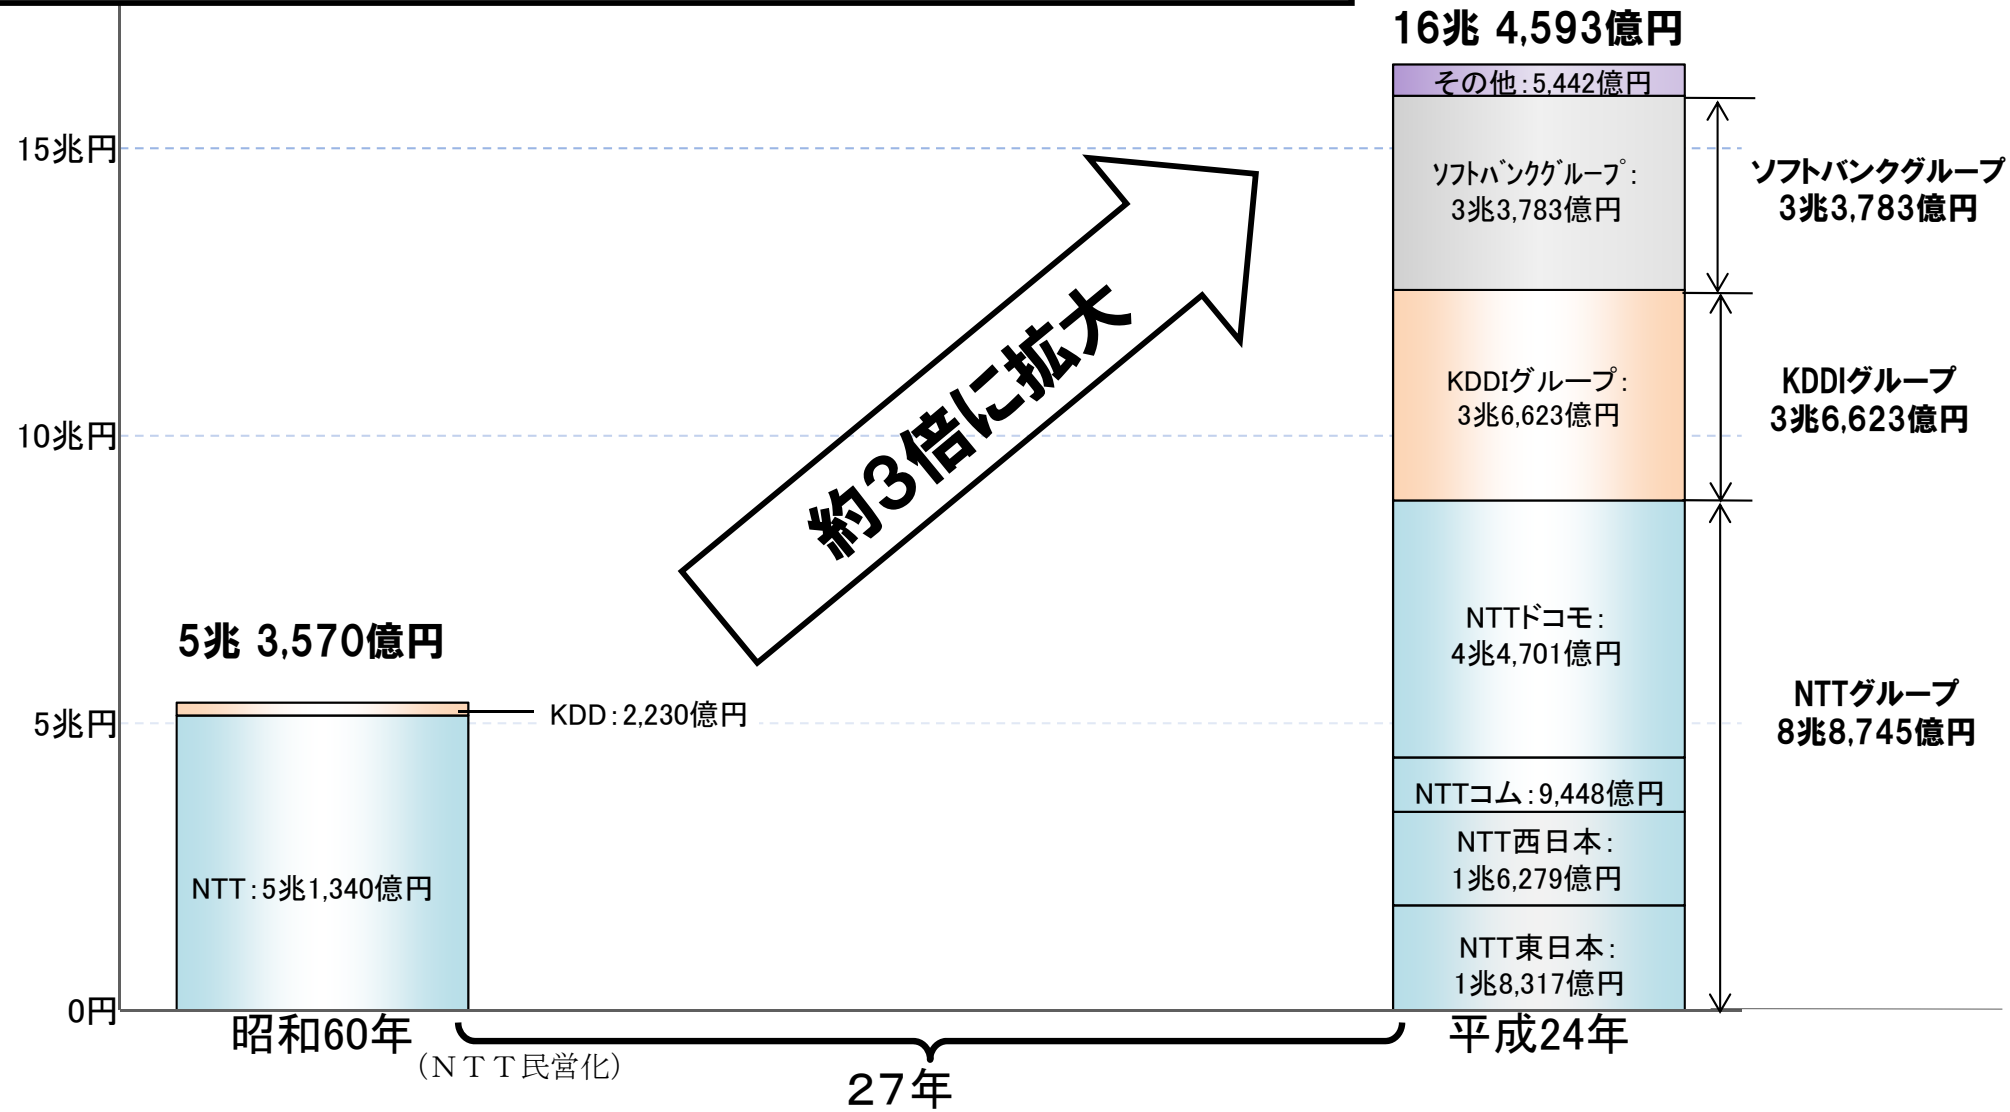 16兆 4,593億円
その他:5,442億円
15兆円
ソフトバンクグループ:
3兆3,783億円
ソフトバンクグループ
3兆3,783億円
約3倍に拡大
KDDIグループ:
3兆6,623億円
KDDIグループ
3兆6,623億円
10兆円
NTTドコモ:
4兆4,701億円
5兆 3,570億円
KDD:2,230億円
5兆円
NTTグループ
8兆8,745億円
NTTコム:9,448億円
NTT西日本:
1兆6,279億円
NTT:5兆1,340億円
NTT東日本:
1兆8,317億円
0円
昭和60年
(NTT民営化)
27年
平成24年